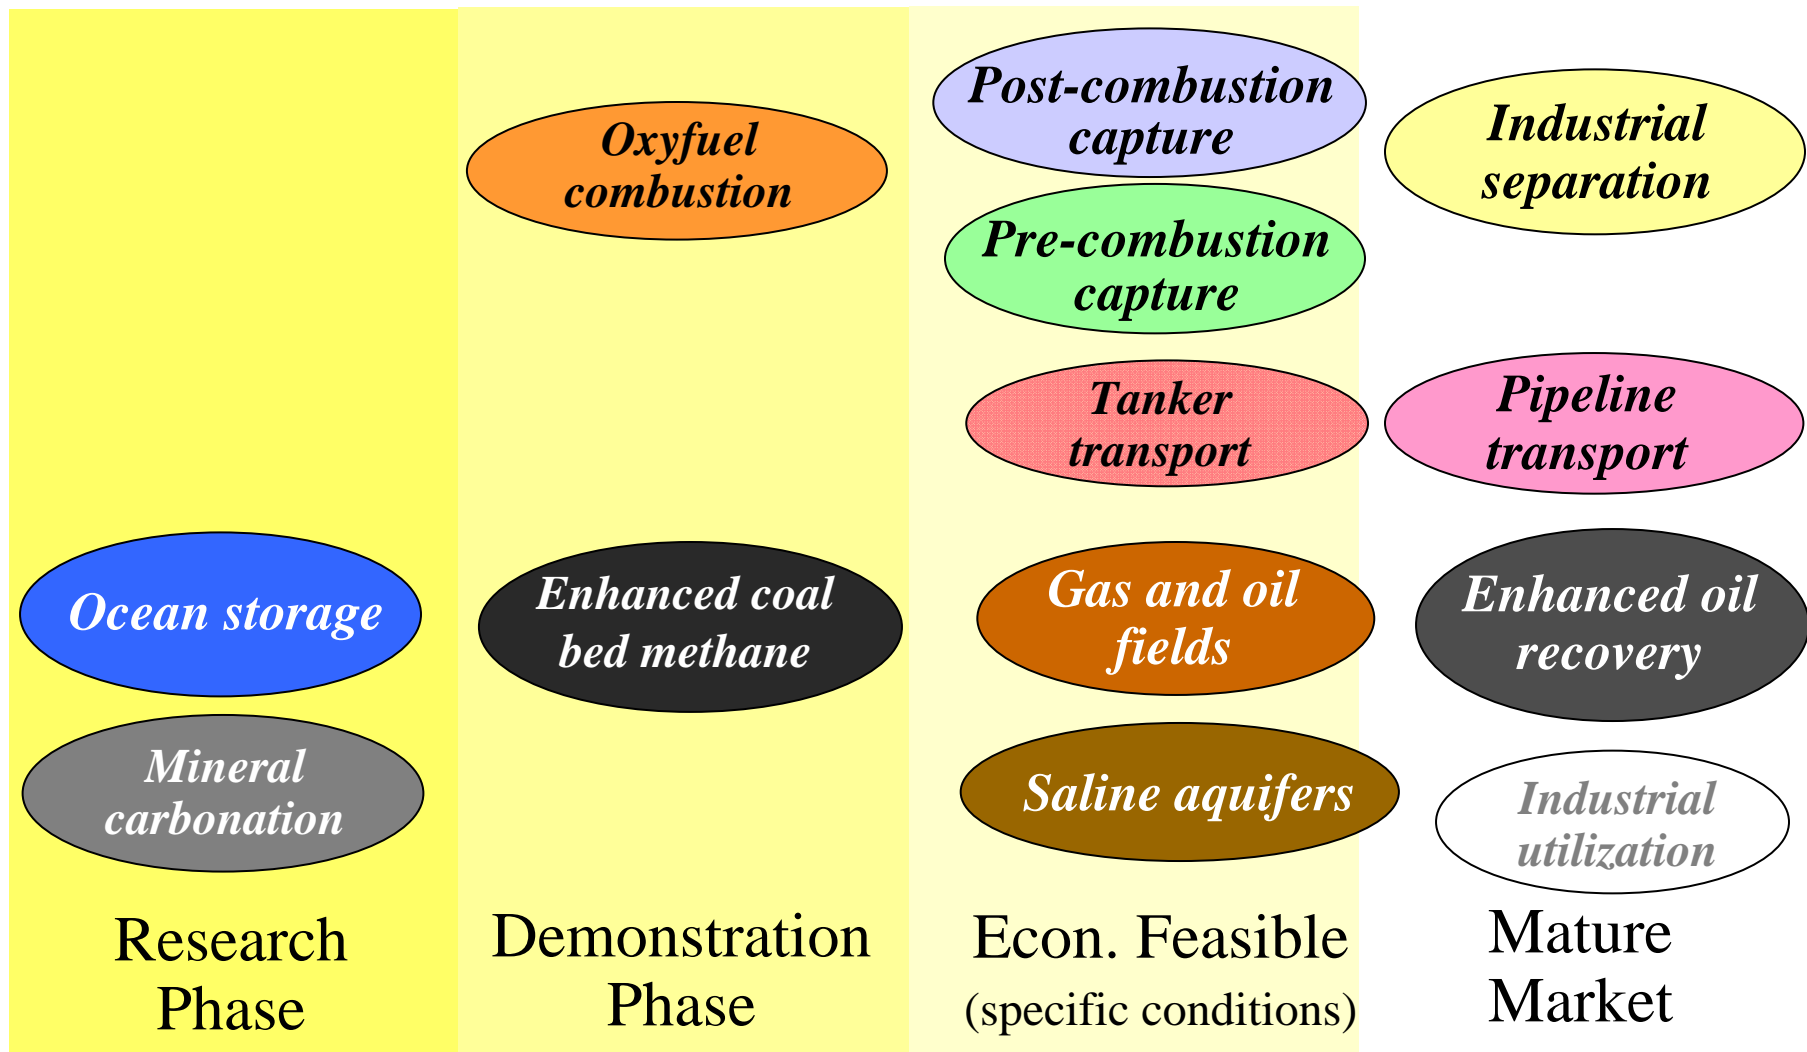 Oxyfuel
combustion
Post-combustion
capture
Industrial
separation
Pre-combustion
capture
Tanker
transport
Pipeline
transport
Ocean storage
Enhanced coal
bed methane
Gas and oil
fields
Enhanced oil
recovery
Mineral
carbonation
Saline aquifers
Industrial
utilization
Research
Phase
Demonstration
Phase
Econ. Feasible
(specific conditions)
Mature
Market